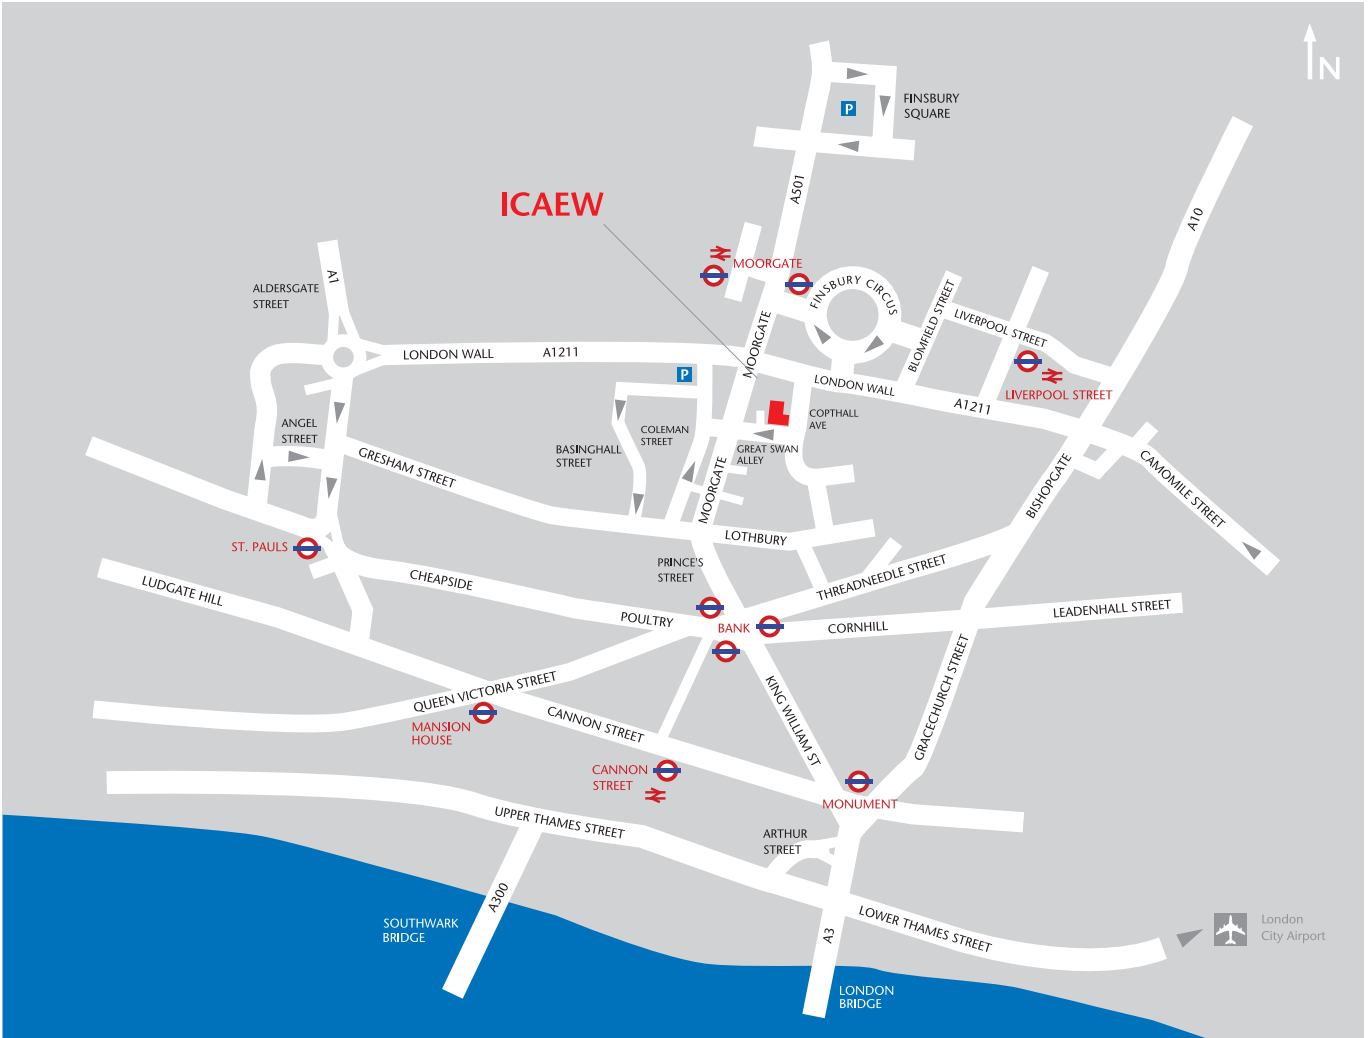 N
FINSBURY
SQUARE
P
A501
A10
ICAEW
MOORGATE
FINSBURY CIRCUS
A1
ALDERSGATE
STREET
BLOMFIELD STREET
LIVERPOOL STREET
MOORGATE
LONDON WALL
A1211
P
LONDON WALL
A1211
LIVERPOOL STREET
COPTHALL
AVE
ANGEL
STREET
COLEMAN
STREET
BASINGHALL
STREET
GREAT SWAN
ALLEY
GRESHAM STREET
MOORGATE
BISHOPGATE
CAMOMILE STREET
LOTHBURY
ST. PAULS
PRINCE'S
STREET
CHEAPSIDE
LUDGATE HILL
THREADNEEDLE STREET
LEADENHALL STREET
POULTRY
BANK
CORNHILL
GRACECHURCH STREET
QUEEN VICTORIA STREET
KING WILLIAM ST
MANSION
HOUSE
CANNON STREET
CANNON
STREET
MONUMENT
UPPER THAMES STREET
ARTHUR
STREET
A300
SOUTHWARK
BRIDGE
LOWER THAMES STREET
A3
London
City Airport
LONDON
BRIDGE